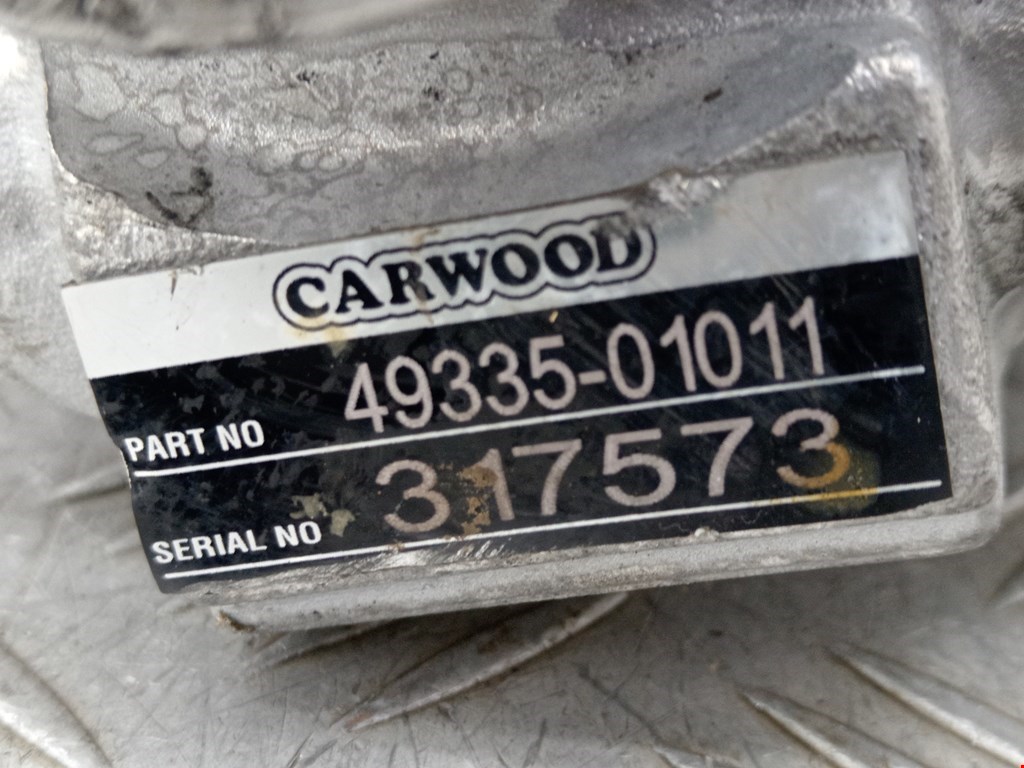 CARWOOD
PART NO 49335-01011
SERIAL NO 317573